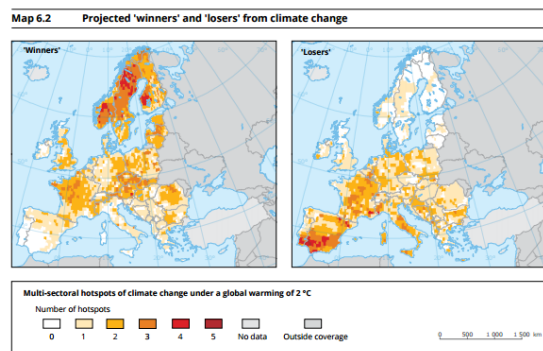 Map 6.2 Projected 'winners' and 'losers' from climate change
'Winners' 'Losers'
Multi-sectoral hotspots of climate change under a global warming of 2 °C
Number of hotspots
0 1 2 3 4 5 No data Outside coverage
0 500 1 000 1 500 km